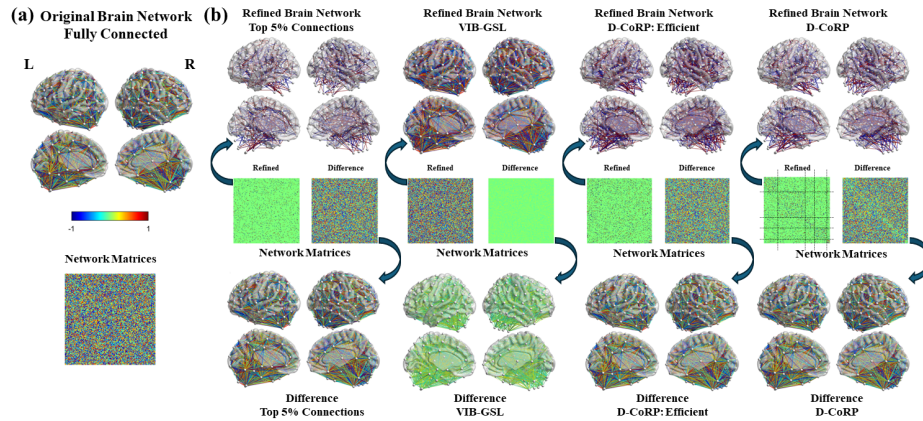 (a)
Original Brain Network
Fully Connected
L
R
-1
1
Network Matrices
(b)
Refined Brain Network
Top 5% Connections
Refined
Difference
Network Matrices
Difference
Top 5% Connections
Refined Brain Network
VIB-GSL
Refined
Difference
Network Matrices
Difference
VIB-GSL
Refined Brain Network
D-CoRP: Efficient
Refined
Difference
Network Matrices
Difference
D-CoRP: Efficient
Refined Brain Network
D-CoRP
Refined
Difference
Network Matrices
Difference
D-CoRP